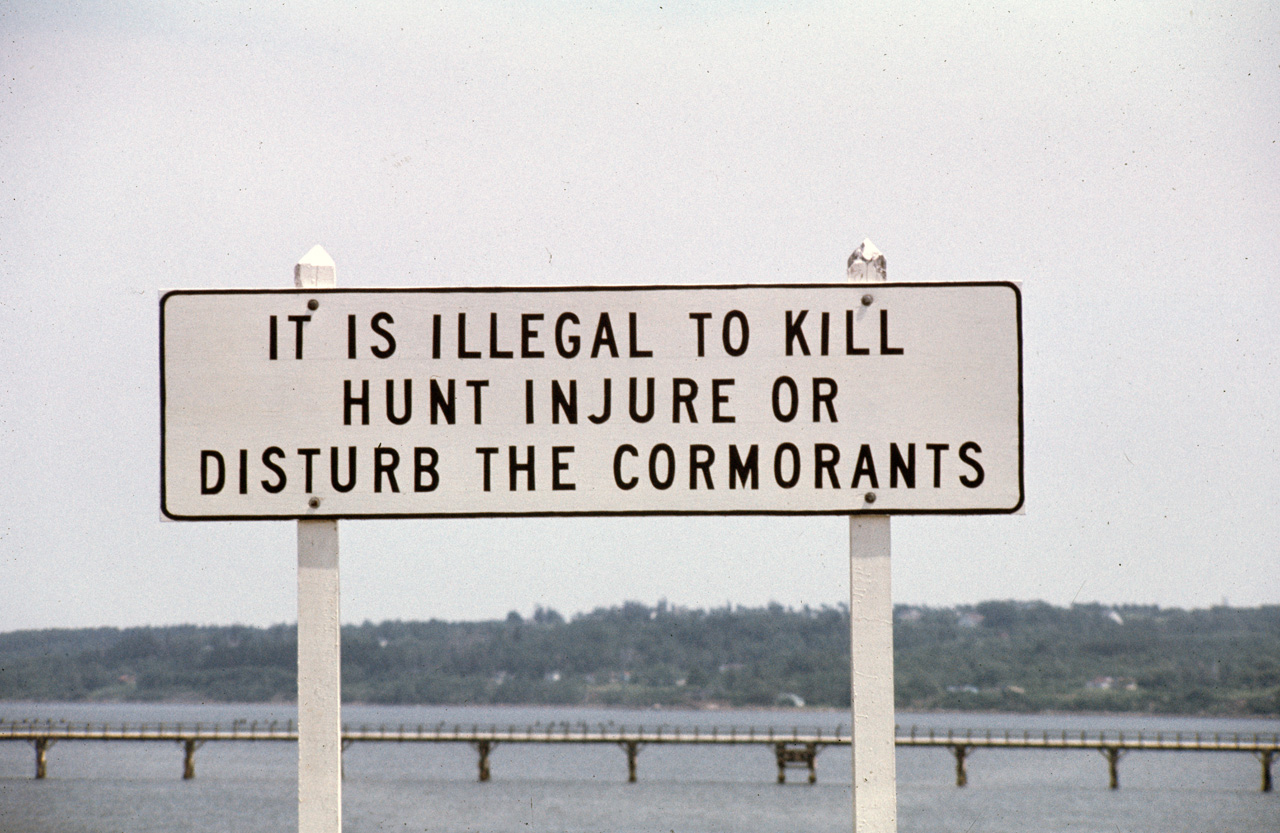 IT IS ILLEGAL TO KILL
HUNT INJURE OR
DISTURB THE CORMORANTS